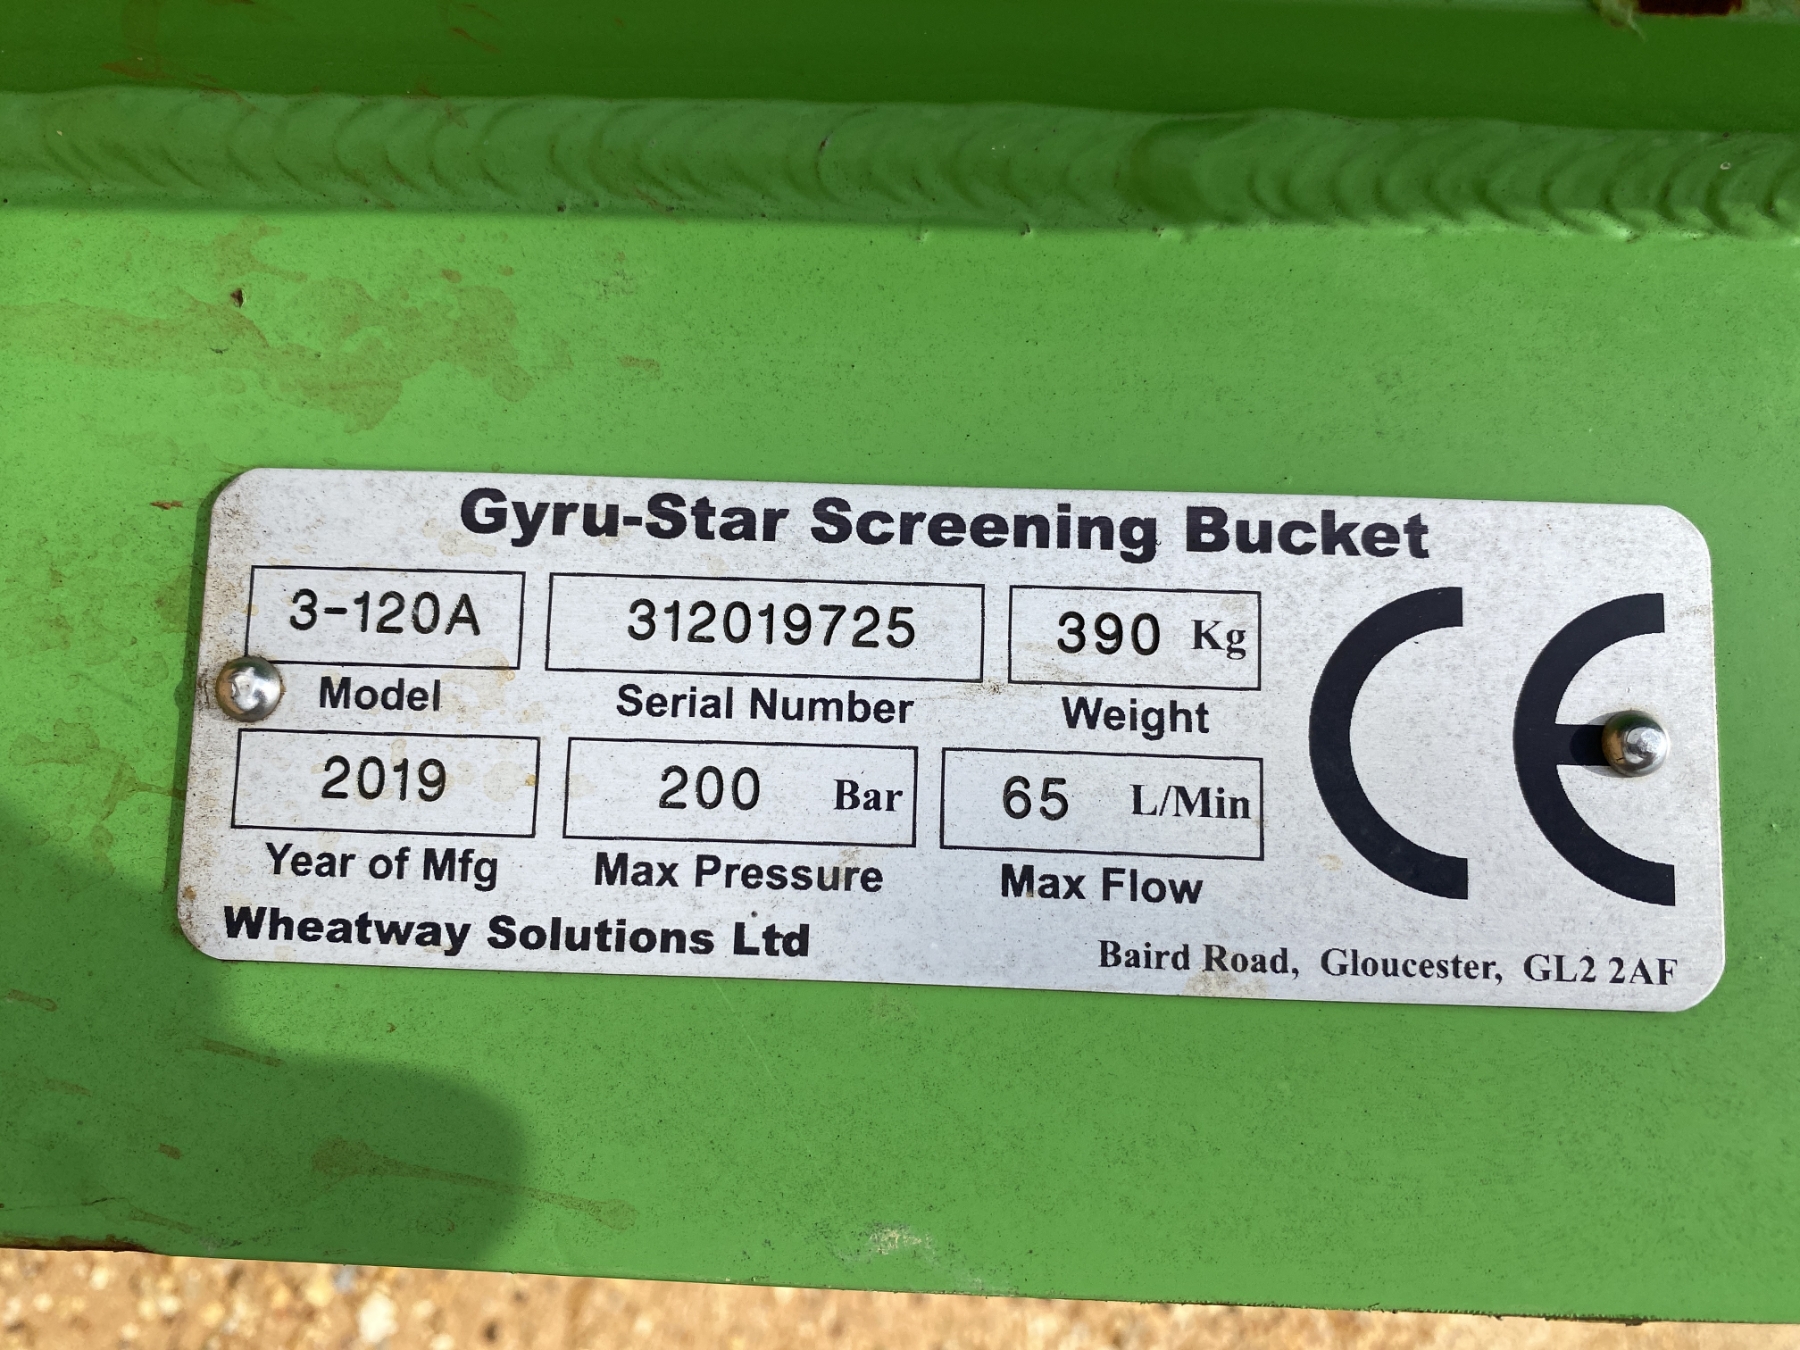 Gyru-Star Screening Bucket
3-120A 312019725 390 Kg
Model Serial Number Weight
2019 200 Bar 65 L/Min
Year of Mfg Max Pressure Max Flow
CE
Wheatway Solutions Ltd
Baird Road, Gloucester, GL2 2AF